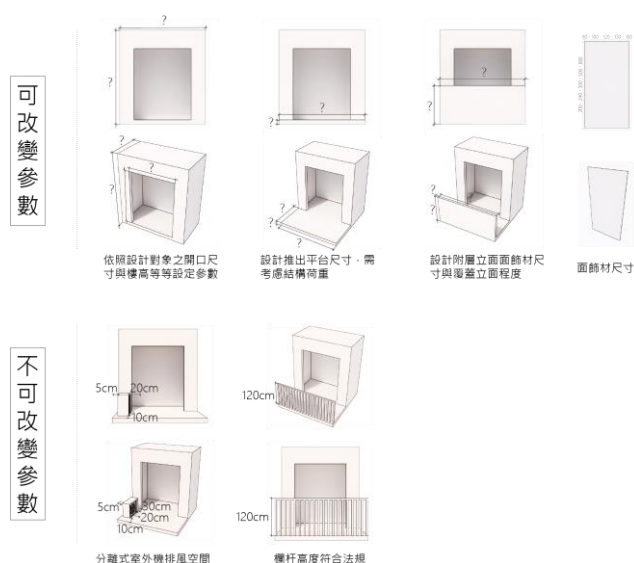 可改變參數
?
?
?
?
?
?
?
?
?
?
?
?
?
?
90 100 120 150 180
依照設計對象之開口尺
寸與樓高等等設定參數
設計推出平台尺寸,需
考慮結構荷重
設計附層立面面飾材尺
寸與覆蓋立面程度
面飾材尺寸
不可改變參數
5cm
20cm
10cm
120cm
5cm
30cm
20cm
10cm
120cm
分離式室外機排風空間
欄杆高度符合法規